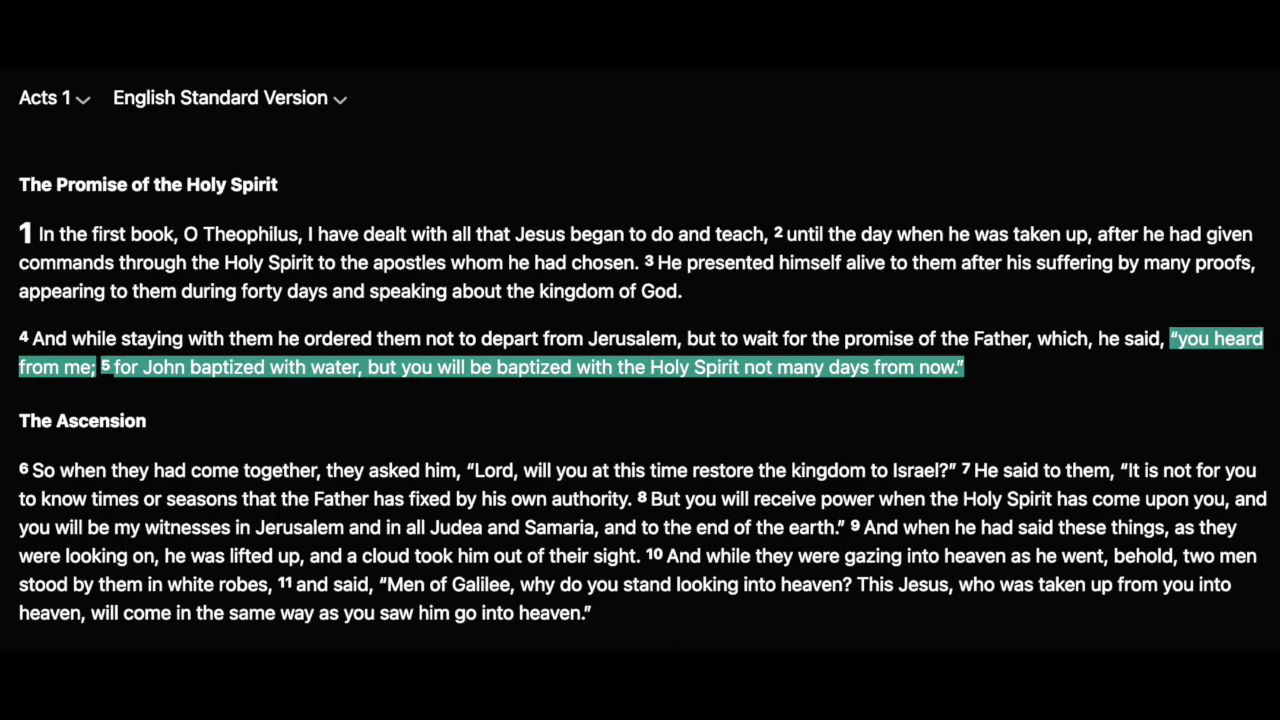 Acts 1 English Standard Version
The Promise of the Holy Spirit
1 In the first book, O Theophilus, I have dealt with all that Jesus began to do and teach, 2 until the day when he was taken up, after he had given
commands through the Holy Spirit to the apostles whom he had chosen. 3 He presented himself alive to them after his suffering by many proofs,
appearing to them during forty days and speaking about the kingdom of God.
4 And while staying with them he ordered them not to depart from Jerusalem, but to wait for the promise of the Father, which, he said, “you heard
from me; 5 for John baptized with water, but you will be baptized with the Holy Spirit not many days from now.”
The Ascension
6 So when they had come together, they asked him, “Lord, will you at this time restore the kingdom to Israel?” 7 He said to them, “It is not for you
to know times or seasons that the Father has fixed by his own authority. 8 But you will receive power when the Holy Spirit has come upon you, and
you will be my witnesses in Jerusalem and in all Judea and Samaria, and to the end of the earth.” 9 And when he had said these things, as they
were looking on, he was lifted up, and a cloud took him out of their sight. 10 And while they were gazing into heaven as he went, behold, two men
stood by them in white robes, 11 and said, “Men of Galilee, why do you stand looking into heaven? This Jesus, who was taken up from you into
heaven, will come in the same way as you saw him go into heaven.”